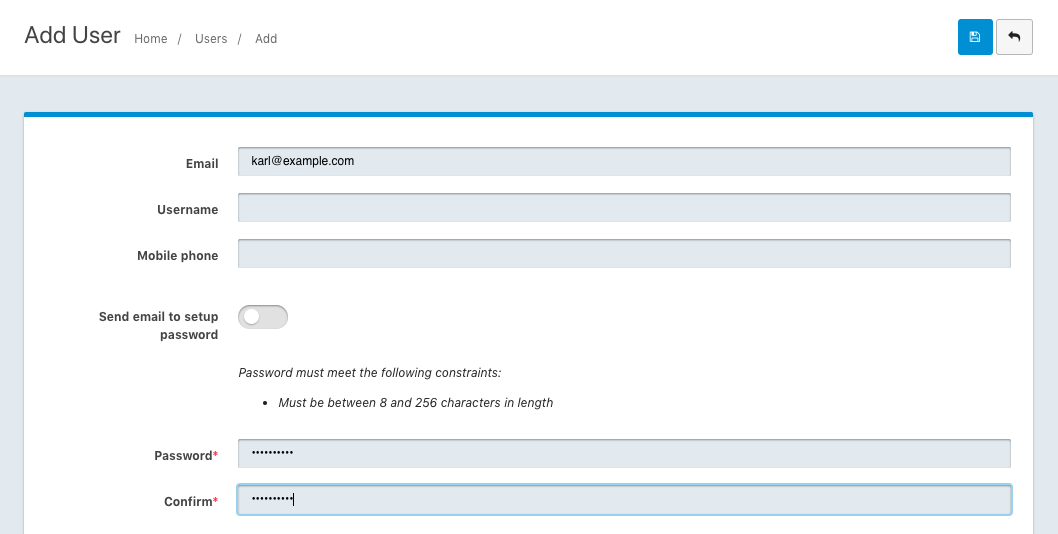 Add User Home / Users / Add
Email karl@example.com
Username
Mobile phone
Send email to setup
password
Password must meet the following constraints:
• Must be between 8 and 256 characters in length
Password* ••••••••••
Confirm* ••••••••••